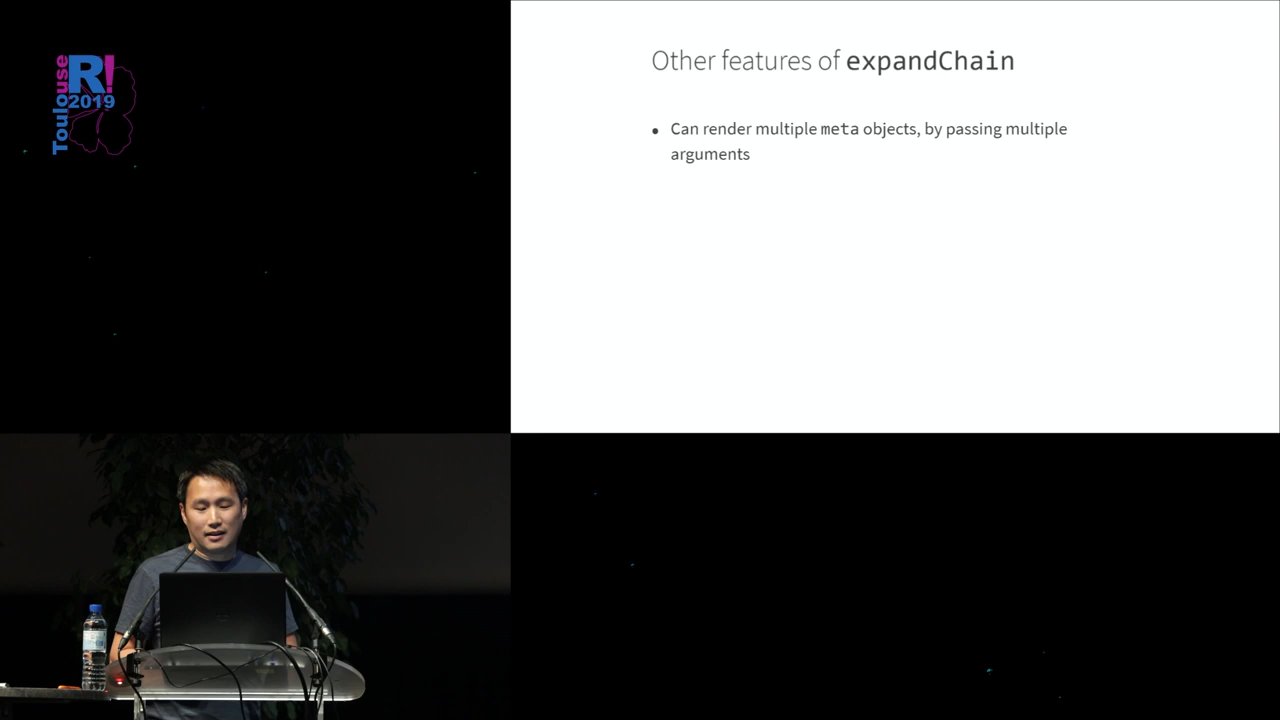 Toulouse
R!
2019
Other features of expandChain
• Can render multiple meta objects, by passing multiple
arguments